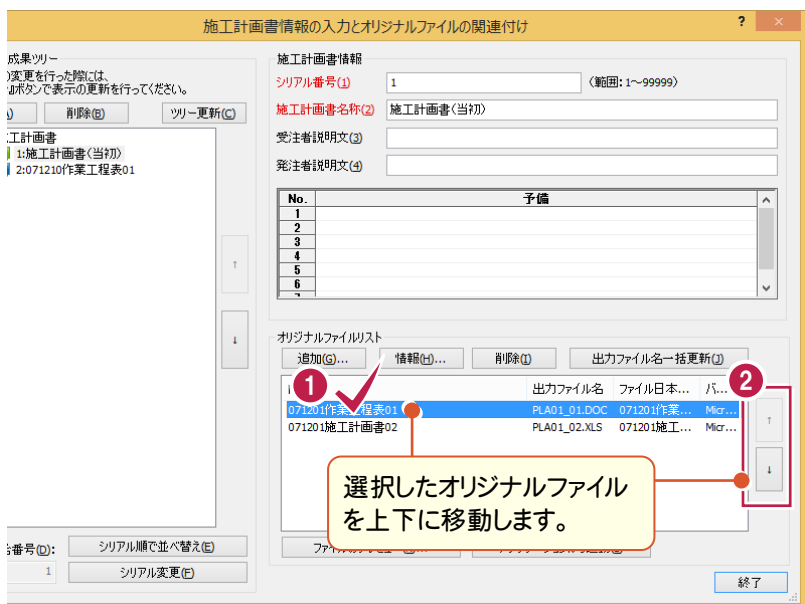 施工計画書情報の入力とオリジナルファイルの関連付け
?
成果ツリー
の変更を行った際には、
ボタンで表示の更新を行ってください。
削除(B)
ツリー更新(C)
工計画書
1:施工計画書(当初)
2:071210作業工程表01
↑
↓
番号(D):
シリアル順で並べ替え(E)
1
シリアル変更(F)
施工計画書情報
シリアル番号(1)
1
(範囲:1~99999)
施工計画書名称(2)
施工計画書(当初)
受注者説明文(3)
発注者説明文(4)
No.
予備
1
2
3
4
5
6
オリジナルファイルリスト
追加(G)...
情報(H)...
削除(I)
出力ファイル名一括更新(J)
1
2
出力ファイル名
ファイル日本...
バ...
071201作業工程表01
PLA01_01.DOC
071201作業...
Micr...
071201施工計画書02
PLA01_02.XLS
071201施工...
Micr...
↑
↓
選択したオリジナルファイル
を上下に移動します。
終了